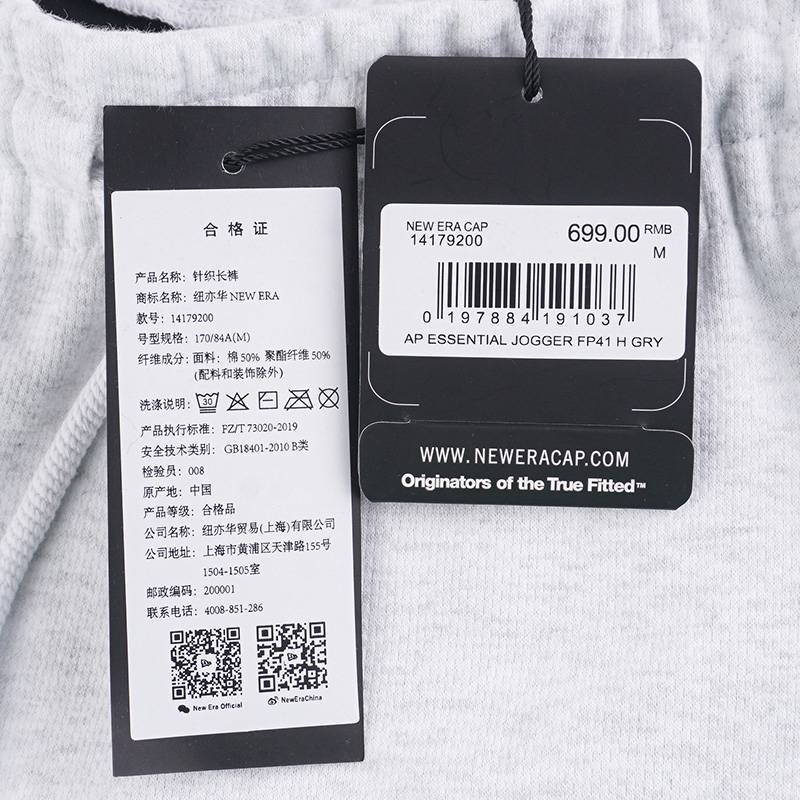 合格证
产品名称: 针织长裤
商标名称: 纽亦华 NEW ERA
款号: 14179200
号型规格: 170/84A(M)
纤维成分: 面料: 棉50% 聚酯纤维50%
(配料和装饰除外)
洗涤说明: 30
产品执行标准: FZ/T 73020-2019
安全技术类别: GB18401-2010 B类
检验员: 008
原产地: 中国
产品等级: 合格品
公司名称: 纽亦华贸易(上海)有限公司
公司地址: 上海市黄浦区天津路155号
1504-1505室
邮政编码: 200001
联系电话: 4008-851-286
New Era Official NewEraChina
NEW ERA CAP 699.00 RMB
14179200 M
0 197884 191037
AP ESSENTIAL JOGGER FP41 H GRY
WWW.NEWERACAP.COM
Originators of the True Fitted™